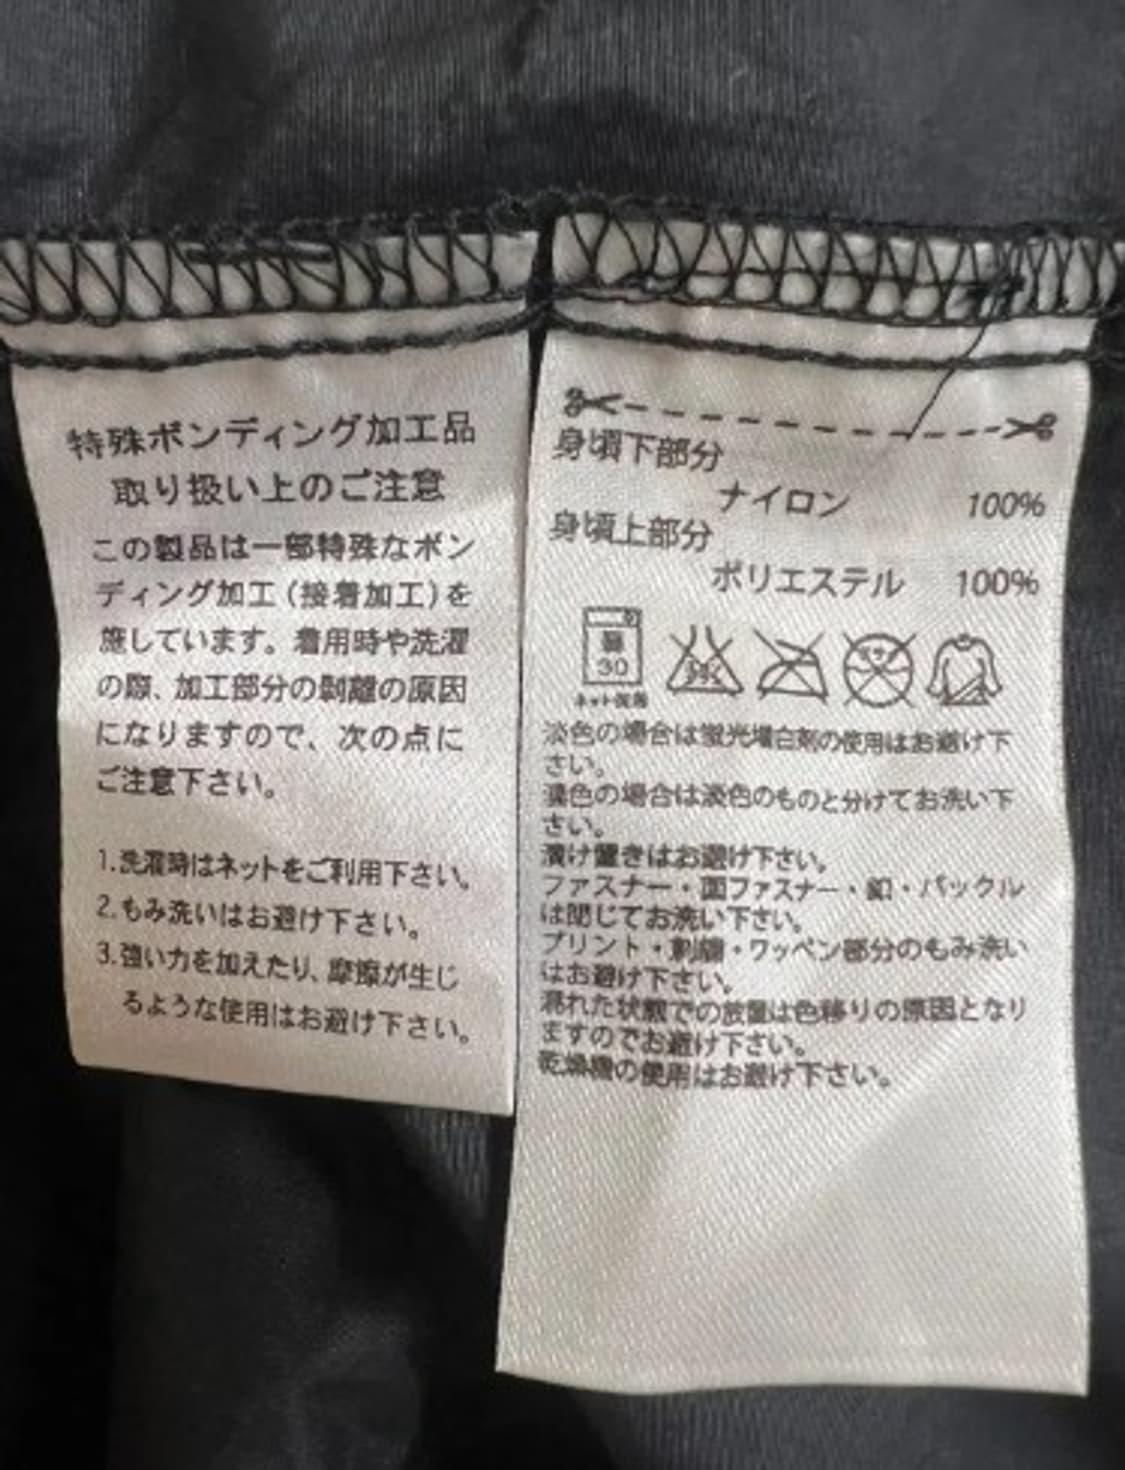 特殊ボンディング加工品
取り扱い上のご注意
この製品は一部特殊なボン
ディング加工(接着加工)を
施しています。着用時や洗濯
の際、加工部分の剝離の原因
になりますので、次の点に
ご注意下さい。
1.洗濯時はネットをご利用下さい。
2.もみ洗いはお避け下さい。
3.強い力を加えたり、摩擦が生じ
るような使用はお避け下さい。
身頃下部分
ナイロン 100%
身頃上部分
ポリエステル 100%
30
ネット使用
淡色の場合は蛍光増白剤の使用はお避け下
さい。
濃色の場合は淡色のものと分けてお洗い下
さい。
漬け置きはお避け下さい。
ファスナー・面ファスナー・釦・バックル
は閉じてお洗い下さい。
プリント・刺繍・ワッペン部分のもみ洗い
はお避け下さい。
濡れた状態での放置は色移りの原因となり
ますのでお避け下さい。
乾燥機の使用はお避け下さい。